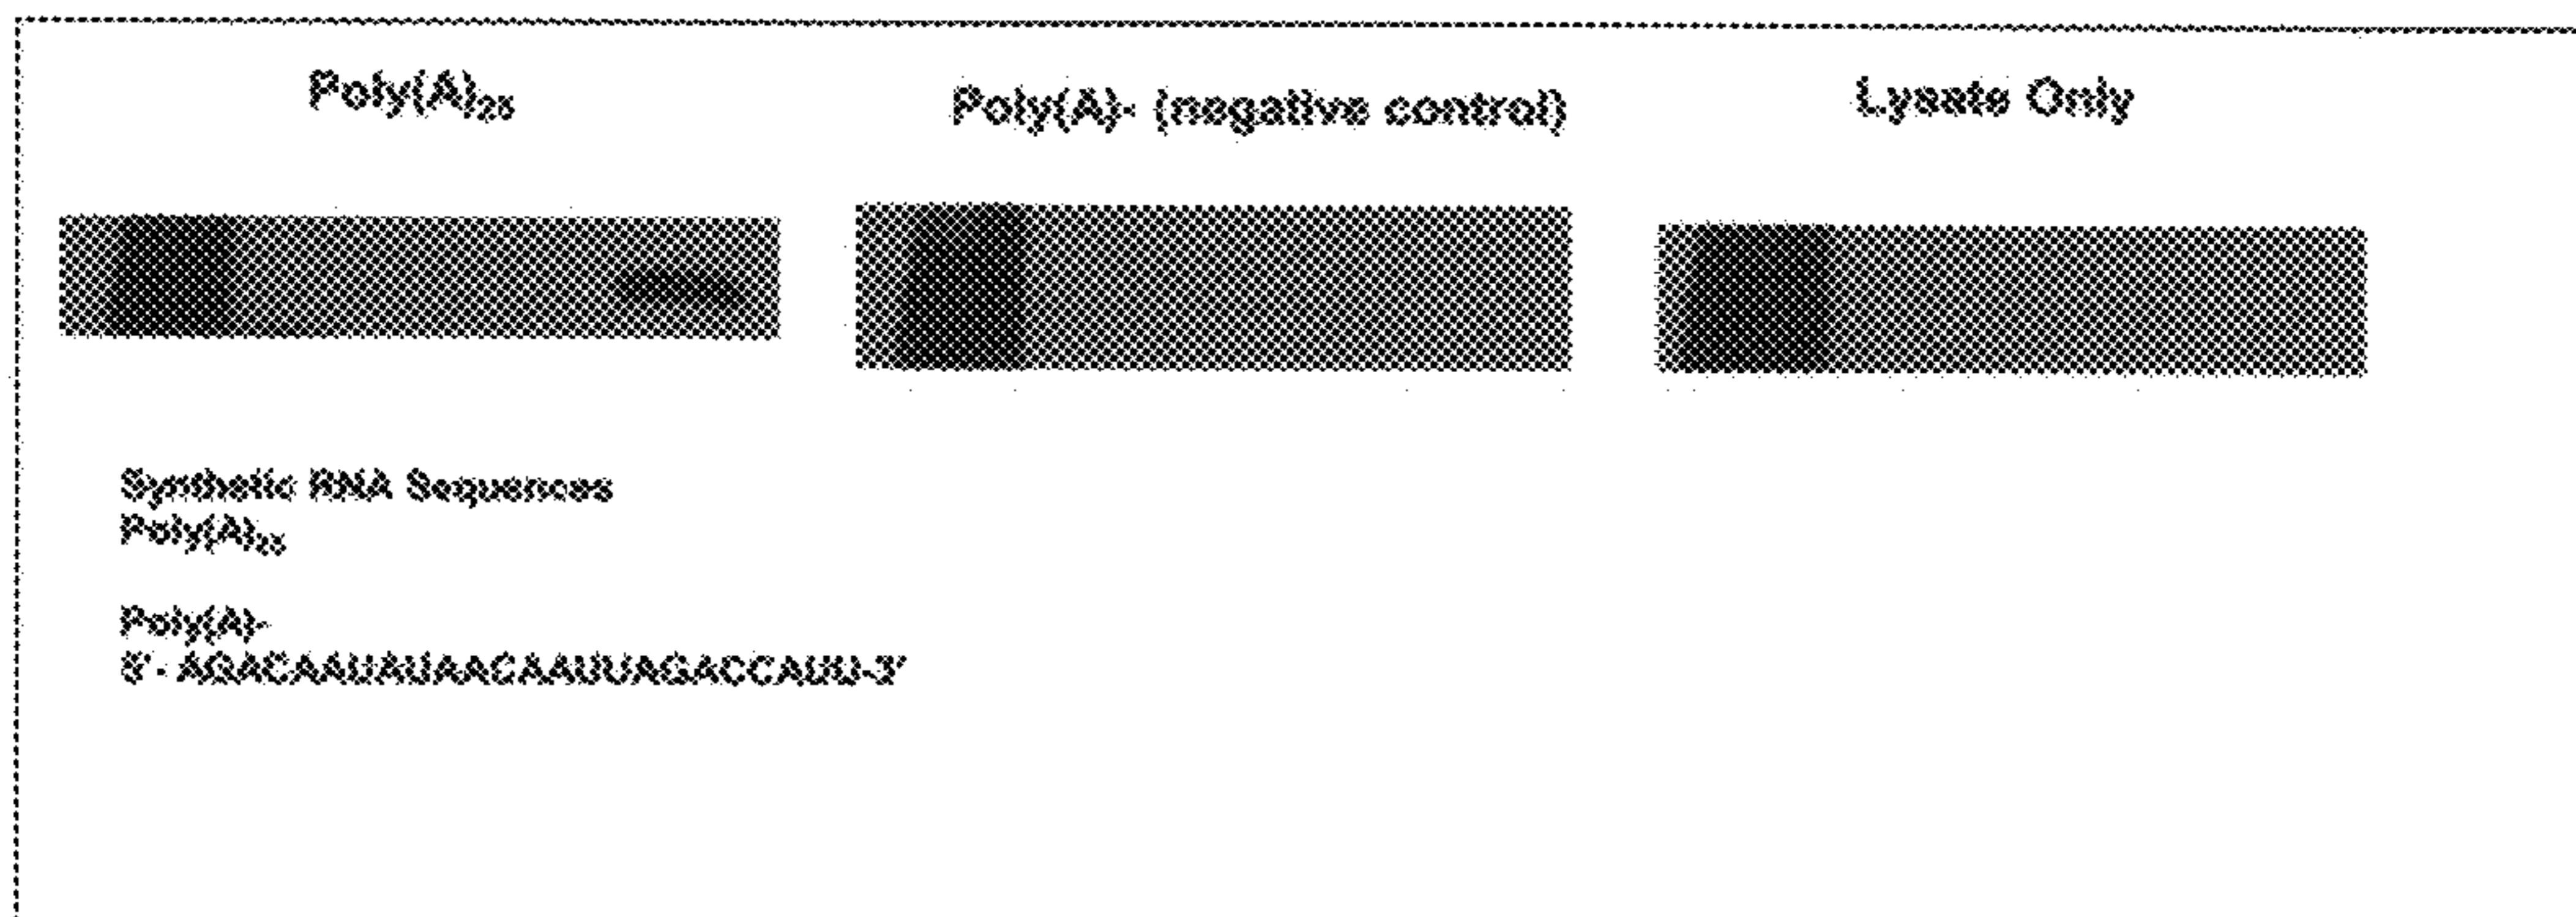 Poly(A)₂₅
Poly(A)- (negative control)
Lysate Only
Synthetic RNA Sequences
Poly(A)₂₅
Poly(A)-
5'- AGACAAUAUAACAAUUAGACCAUU-3'